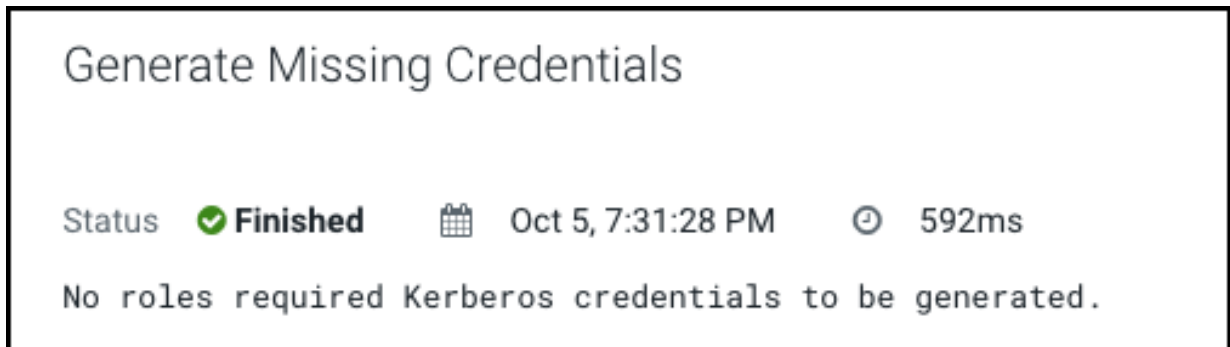 Generate Missing Credentials
Status Finished Oct 5, 7:31:28 PM 592ms
No roles required Kerberos credentials to be generated.